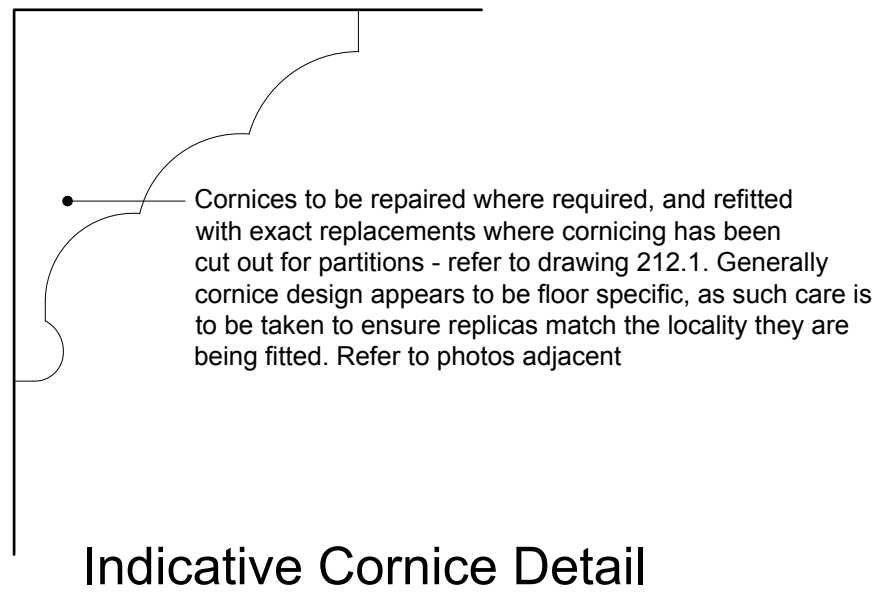 Cornices to be repaired where required, and refitted
with exact replacements where cornicing has been
cut out for partitions - refer to drawing 212.1. Generally
cornice design appears to be floor specific, as such care is
to be taken to ensure replicas match the locality they are
being fitted. Refer to photos adjacent
Indicative Cornice Detail